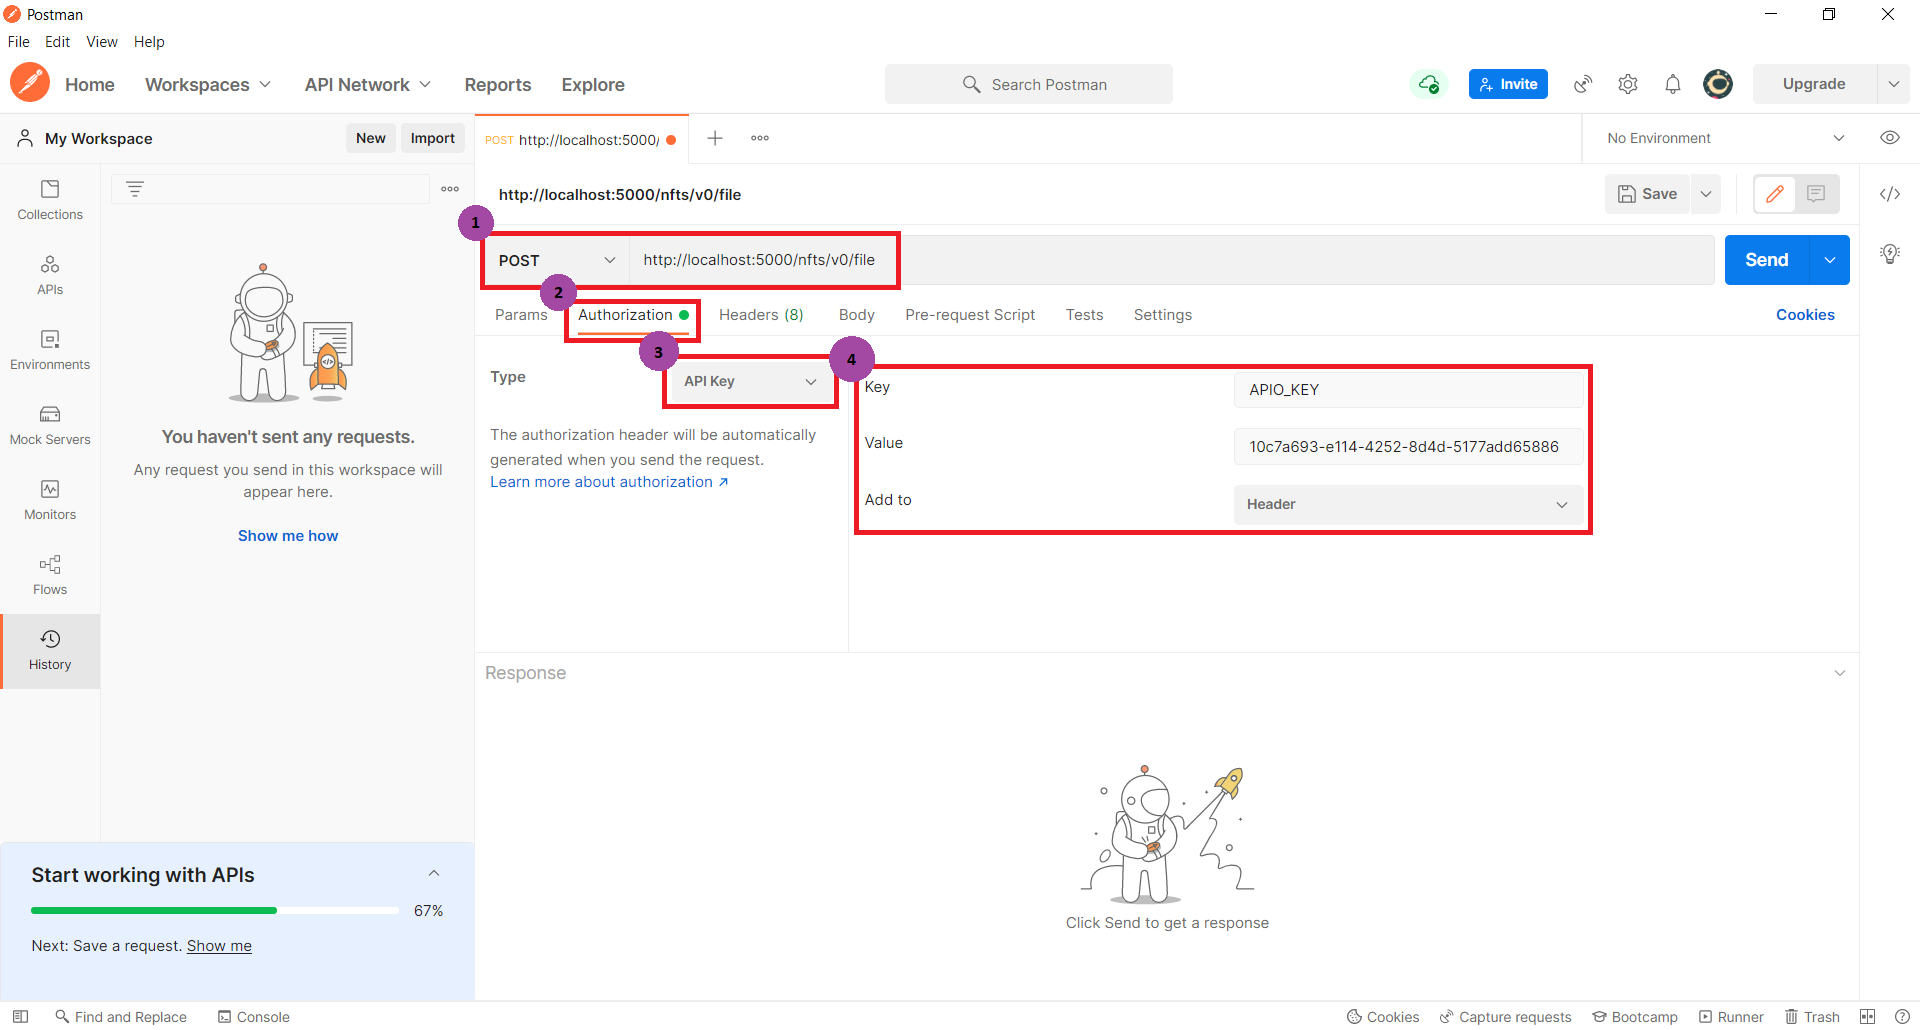 Postman
File Edit View Help
Home Workspaces API Network Reports Explore Search Postman Invite Upgrade
My Workspace New Import POST http://localhost:5000/ No Environment
http://localhost:5000/nfts/v0/file Save
1
POST http://localhost:5000/nfts/v0/file Send
2
Params Authorization Headers (8) Body Pre-request Script Tests Settings Cookies
3 4
Type API Key
Key APIO_KEY
The authorization header will be automatically
generated when you send the request.
Learn more about authorization ↗
Value 10c7a693-e114-4252-8d4d-5177add65886
Add to Header
Collections
APIs
Environments
Mock Servers
Monitors
Flows
History
You haven't sent any requests.
Any request you send in this workspace will
appear here.
Show me how
Response
Click Send to get a response
Start working with APIs
67%
Next: Save a request. Show me
Find and Replace Console Cookies Capture requests Bootcamp Runner Trash